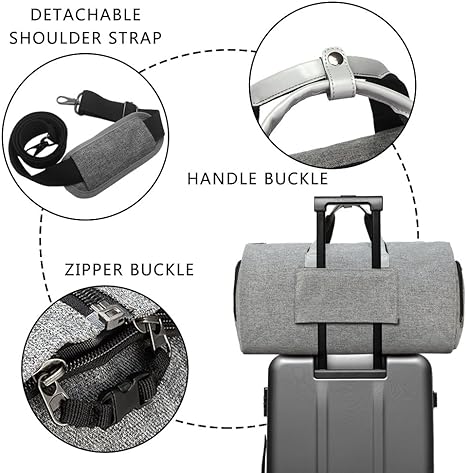 DETACHABLE
SHOULDER STRAP
HANDLE BUCKLE
ZIPPER BUCKLE